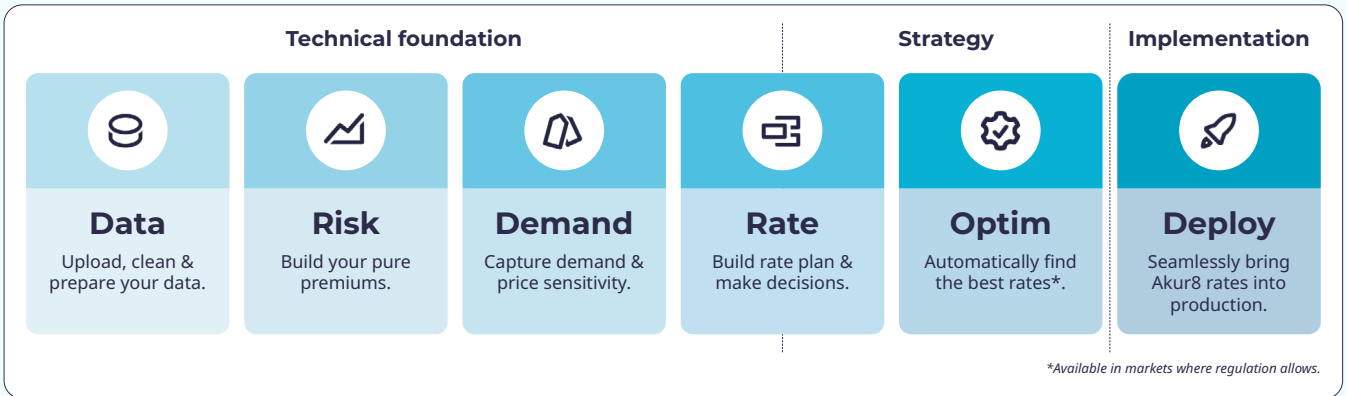 Technical foundation
Strategy
Implementation
Data
Upload, clean &
prepare your data.
Risk
Build your pure
premiums.
Demand
Capture demand &
price sensitivity.
Rate
Build rate plan &
make decisions.
Optim
Automatically find
the best rates*.
Deploy
Seamlessly bring
Akur8 rates into
production.
*Available in markets where regulation allows.